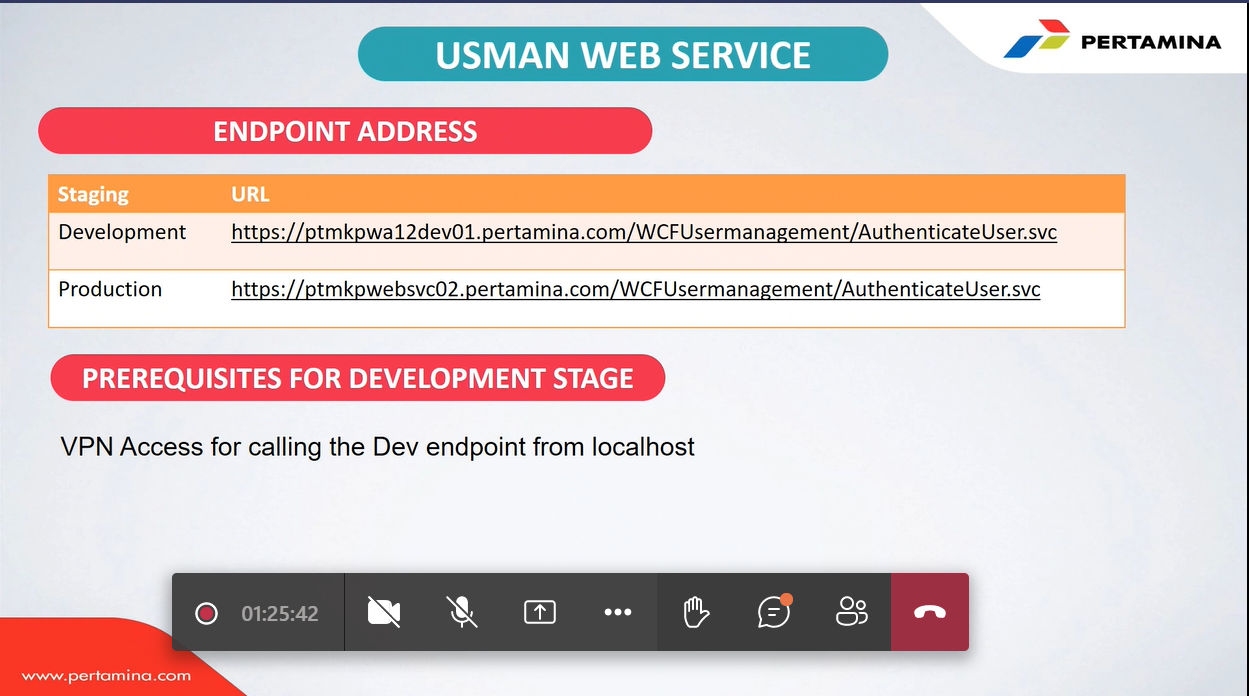 PERTAMINA
USMAN WEB SERVICE
ENDPOINT ADDRESS
Staging URL
Development https://ptmkpwa12dev01.pertamina.com/WCFUsermanagement/AuthenticateUser.svc
Production https://ptmkpwebsvc02.pertamina.com/WCFUsermanagement/AuthenticateUser.svc
PREREQUISITES FOR DEVELOPMENT STAGE
VPN Access for calling the Dev endpoint from localhost
01:25:42
www.pertamina.com